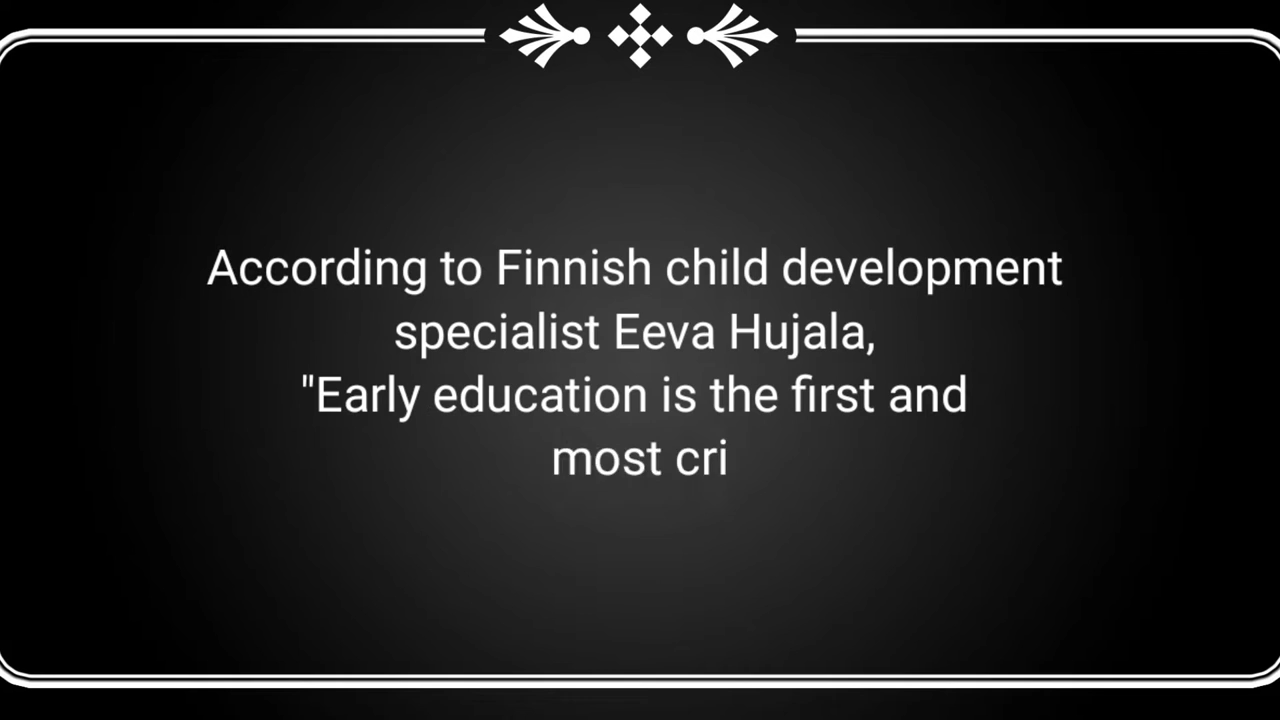 According to Finnish child development
specialist Eeva Hujala,
"Early education is the first and
most cri